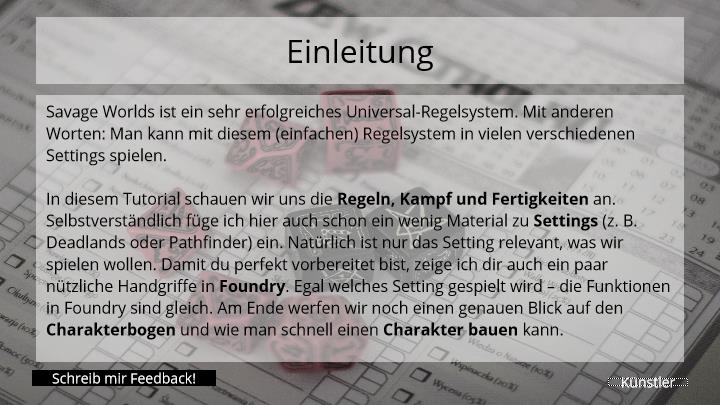 Einleitung
Savage Worlds ist ein sehr erfolgreiches Universal-Regelsystem. Mit anderen
Worten: Man kann mit diesem (einfachen) Regelsystem in vielen verschiedenen
Settings spielen.
In diesem Tutorial schauen wir uns die Regeln, Kampf und Fertigkeiten an.
Selbstverständlich füge ich hier auch schon ein wenig Material zu Settings (z. B.
Deadlands oder Pathfinder) ein. Natürlich ist nur das Setting relevant, was wir
spielen wollen. Damit du perfekt vorbereitet bist, zeige ich dir auch ein paar
nützliche Handgriffe in Foundry. Egal welches Setting gespielt wird – die Funktionen
in Foundry sind gleich. Am Ende werfen wir noch einen genauen Blick auf den
Charakterbogen und wie man schnell einen Charakter bauen kann.
Schreib mir Feedback!
Künstler